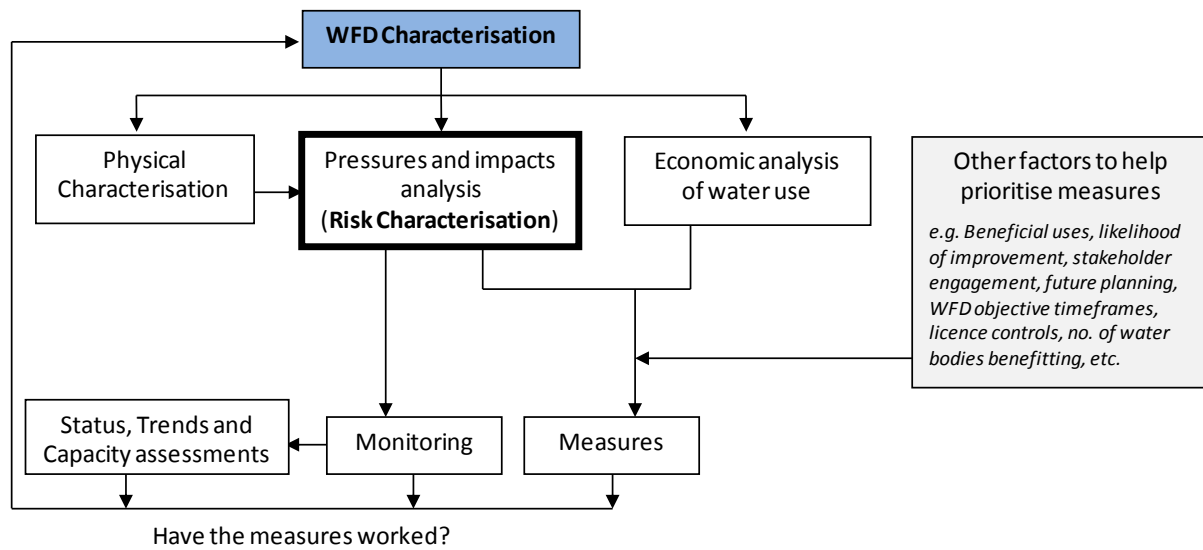 WFD Characterisation
Physical
Characterisation
Pressures and impacts
analysis
(Risk Characterisation)
Economic analysis
of water use
Other factors to help
prioritise measures
e.g. Beneficial uses, likelihood
of improvement, stakeholder
engagement, future planning,
WFD objective timeframes,
licence controls, no. of water
bodies benefitting, etc.
Status, Trends and
Capacity assessments
Monitoring
Measures
Have the measures worked?